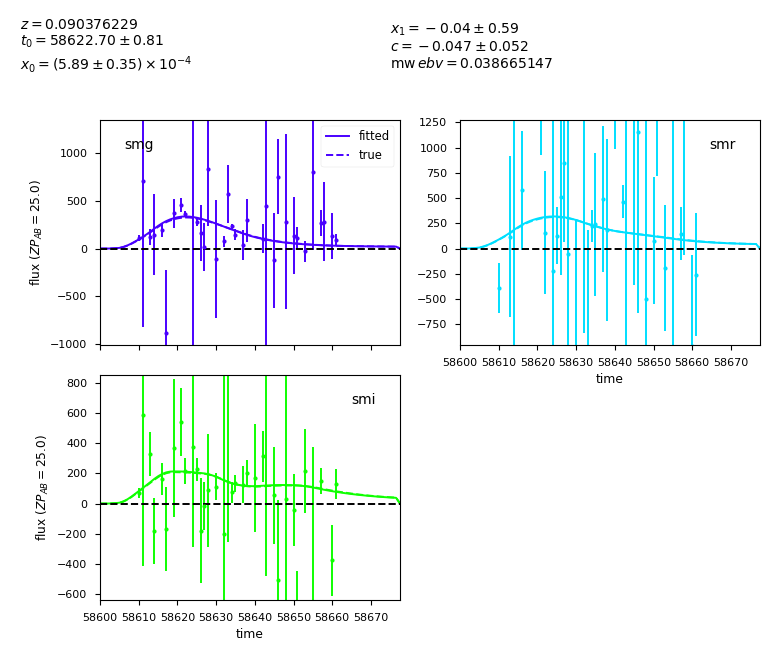 z = 0.090376229
t₀ = 58622.70 ± 0.81
x₀ = (5.89 ± 0.35) × 10⁻⁴
x₁ = −0.04 ± 0.59
c = −0.047 ± 0.052
mw ebv = 0.038665147
smg
fitted
true
1000
500
0
−500
−1000
flux (ZP_AB = 25.0)
smr
1250
1000
750
500
250
0
−250
−500
−750
58600 58610 58620 58630 58640 58650 58660 58670
time
smi
800
600
400
200
0
−200
−400
−600
flux (ZP_AB = 25.0)
58600 58610 58620 58630 58640 58650 58660 58670
time